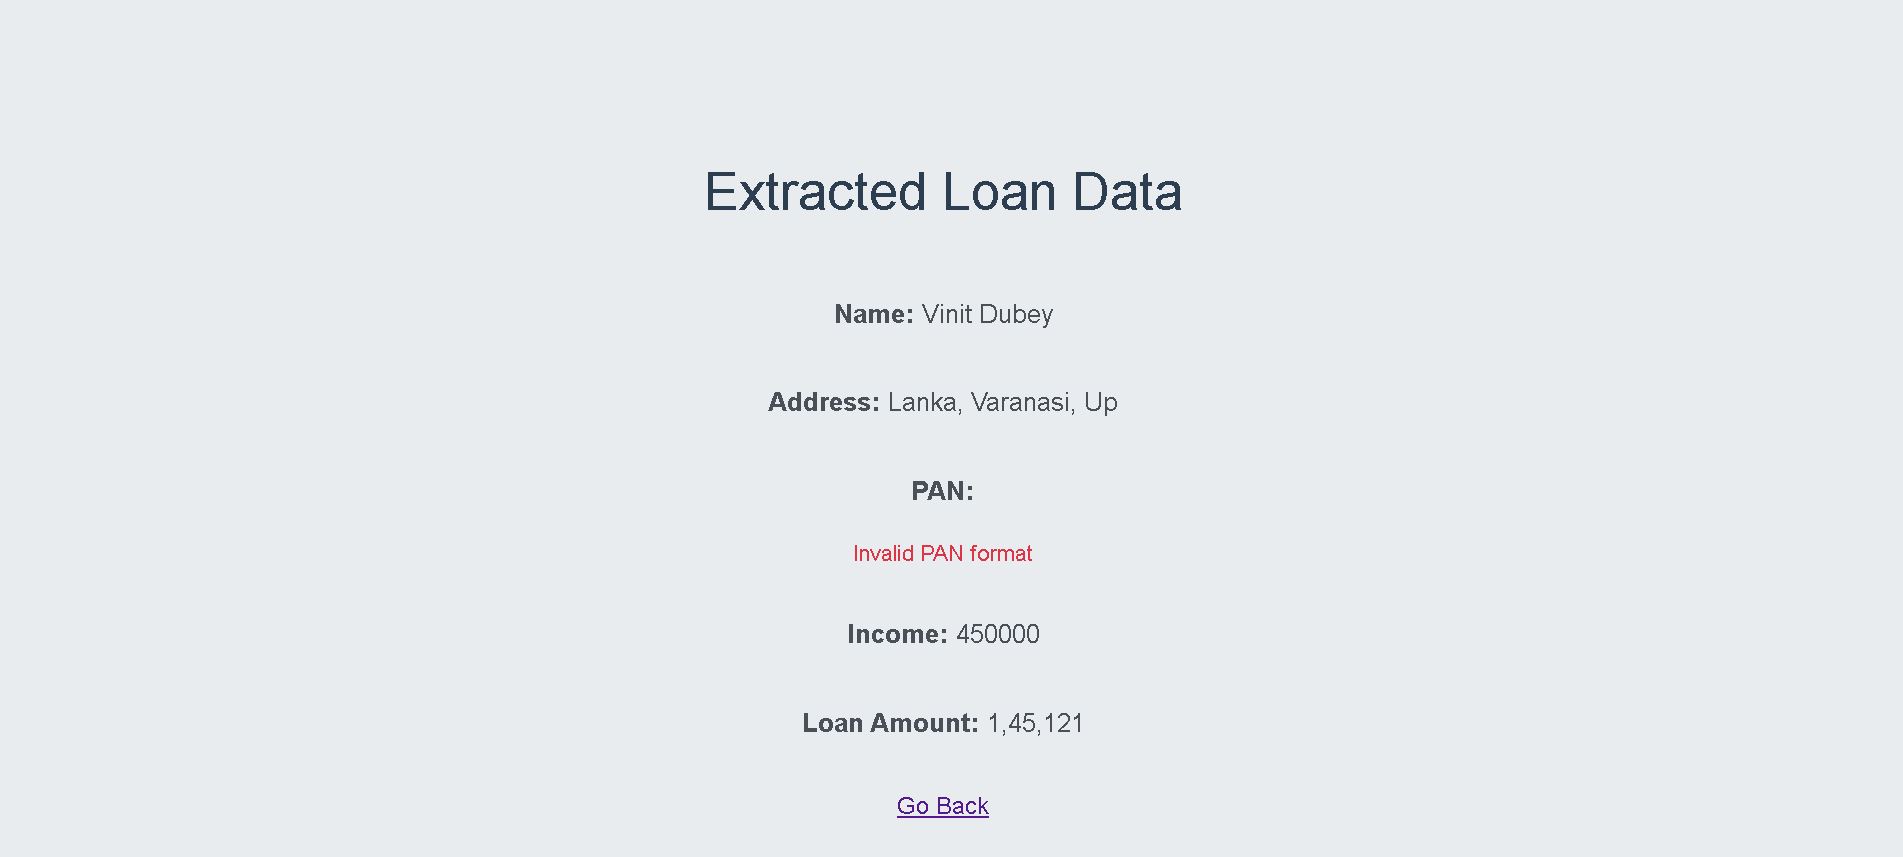 Extracted Loan Data
Name: Vinit Dubey
Address: Lanka, Varanasi, Up
PAN:
Invalid PAN format
Income: 450000
Loan Amount: 1,45,121
Go Back